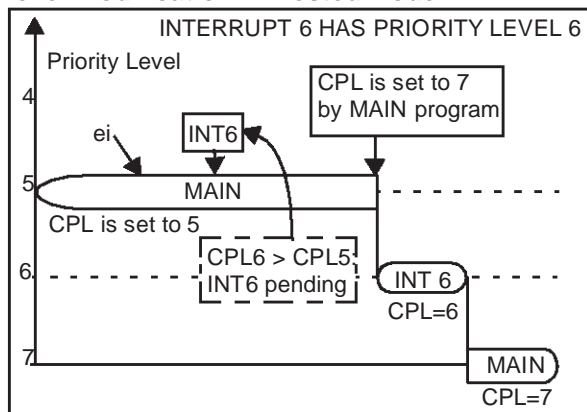 INTERRUPT 6 HAS PRIORITY LEVEL 6
Priority Level
4
CPL is set to 7
by MAIN program
ei
INT6
5
MAIN
CPL is set to 5
CPL6 > CPL5:
INT6 pending
6
INT 6
CPL=6
7
MAIN
CPL=7